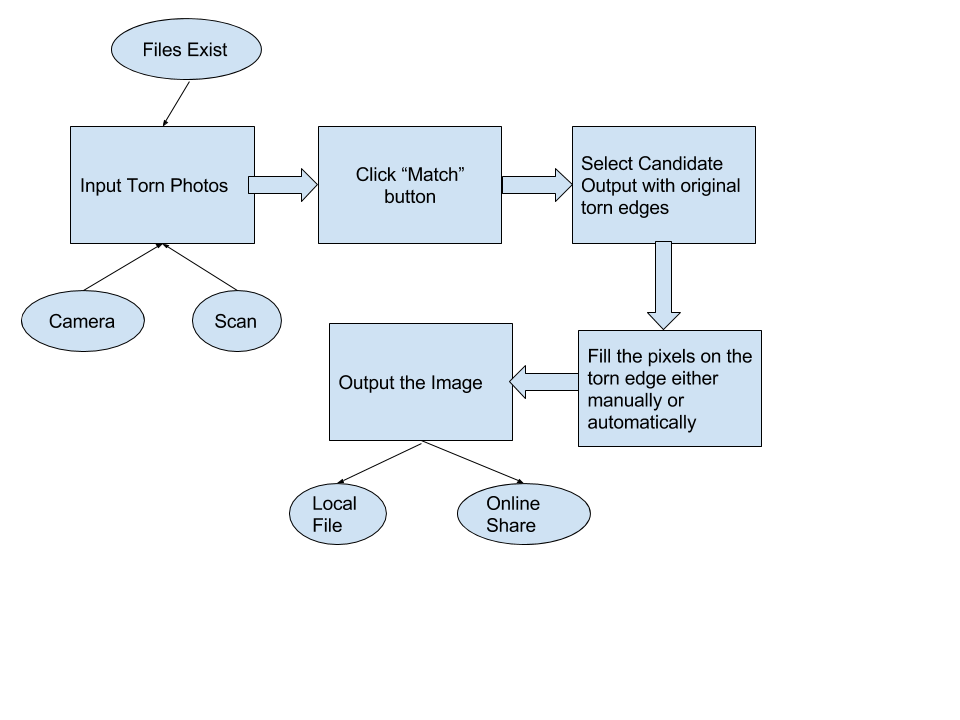 Files Exist
Input Torn Photos
Click “Match”
button
Select Candidate
Output with original
torn edges
Camera
Scan
Output the Image
Fill the pixels on the
torn edge either
manually or
automatically
Local
File
Online
Share